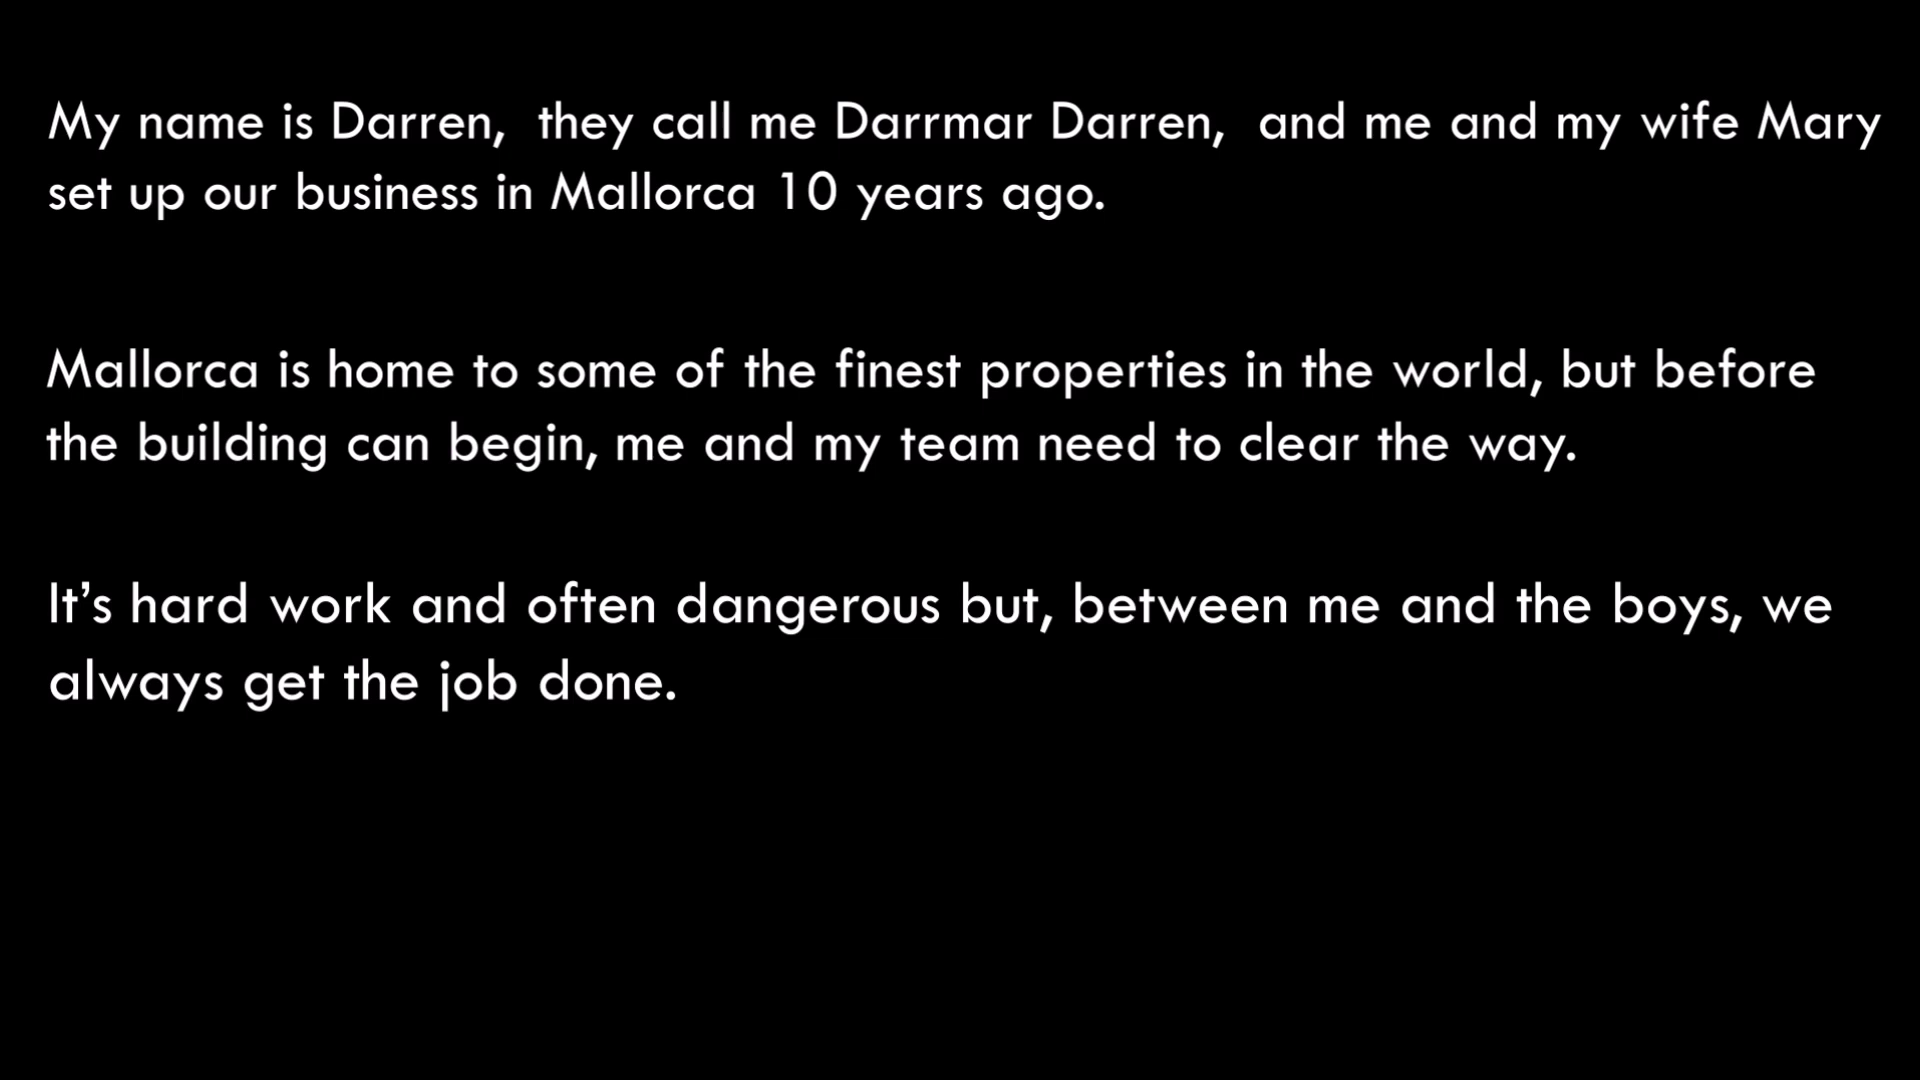 My name is Darren,  they call me Darrmar Darren,  and me and my wife Mary
set up our business in Mallorca 10 years ago.
Mallorca is home to some of the finest properties in the world, but before
the building can begin, me and my team need to clear the way.
It’s hard work and often dangerous but, between me and the boys, we
always get the job done.